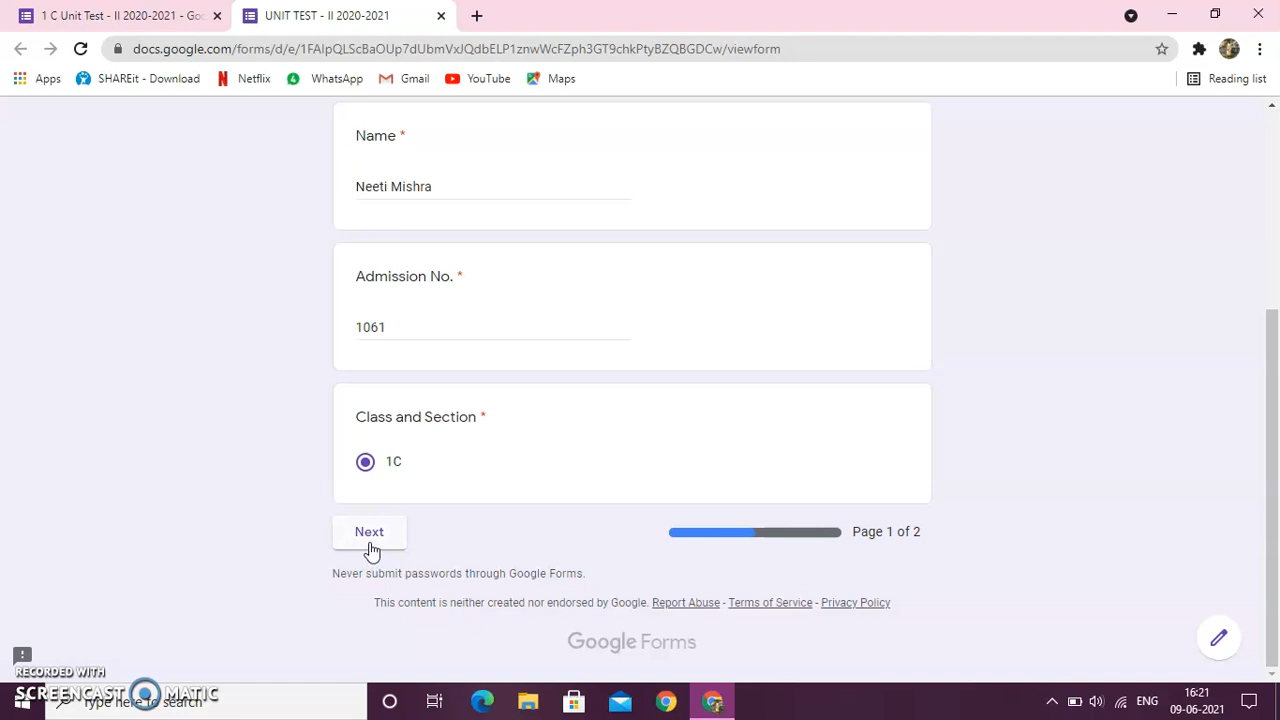 1 C Unit Test - II 2020-2021 - Goo
UNIT TEST - II 2020-2021
docs.google.com/forms/d/e/1FAIpQLScBaOUp7dUbmVxJQdbELP1znwWcFZph3GT9chkPtyBZQBGDCw/viewform
Apps SHAREit - Download Netflix WhatsApp Gmail YouTube Maps Reading list
Name *
Neeti Mishra
Admission No. *
1061
Class and Section *
1C
Next
Page 1 of 2
Never submit passwords through Google Forms.
This content is neither created nor endorsed by Google. Report Abuse - Terms of Service - Privacy Policy
Google Forms
RECORDED WITH
SCREENCAST MATIC
Type here to search
ENG
16:21
09-06-2021